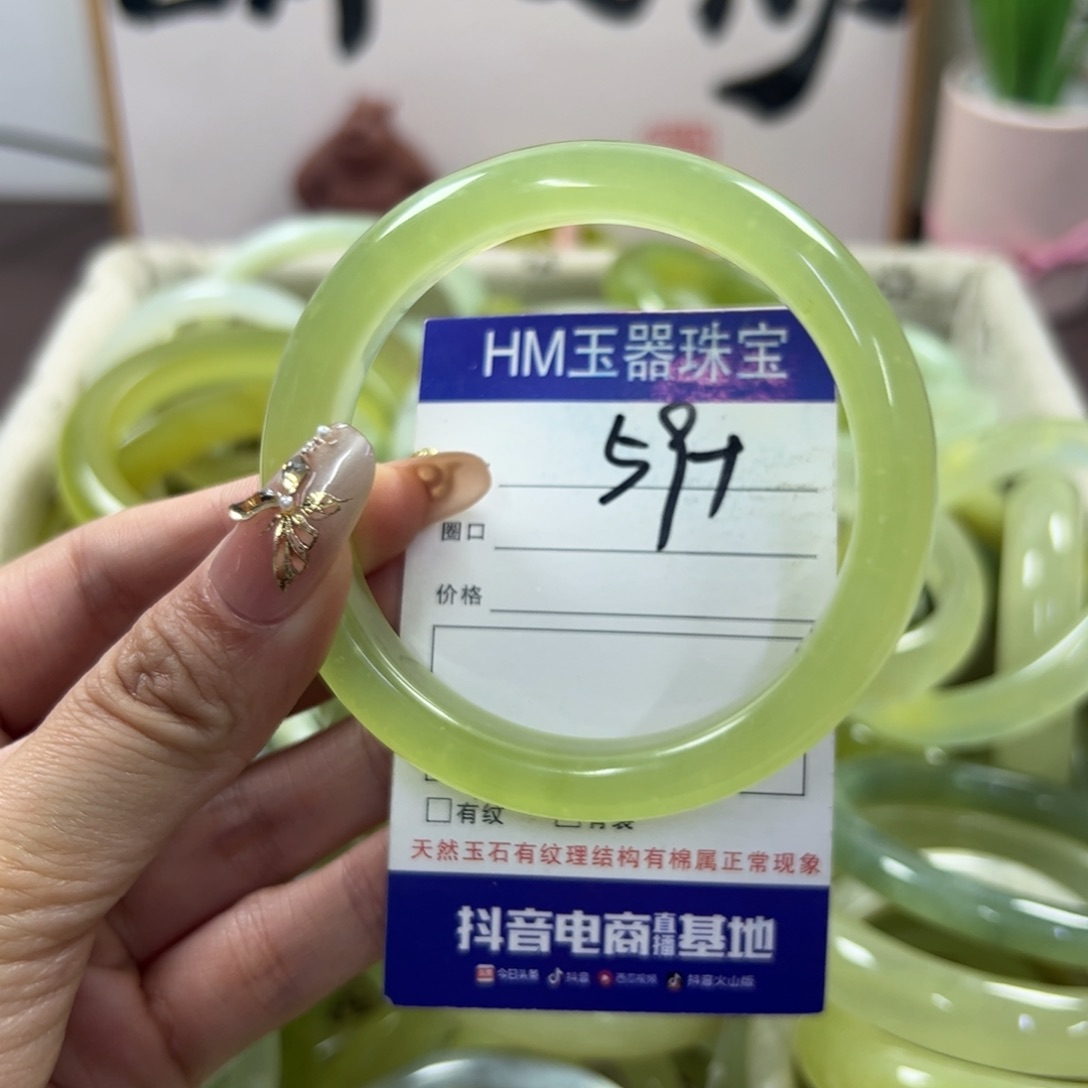 HM玉器珠宝
圈口
价格
有纹
天然玉石有纹理结构有棉属正常现象
抖音电商直播基地
今日头条 抖音 西瓜视频 抖音火山版